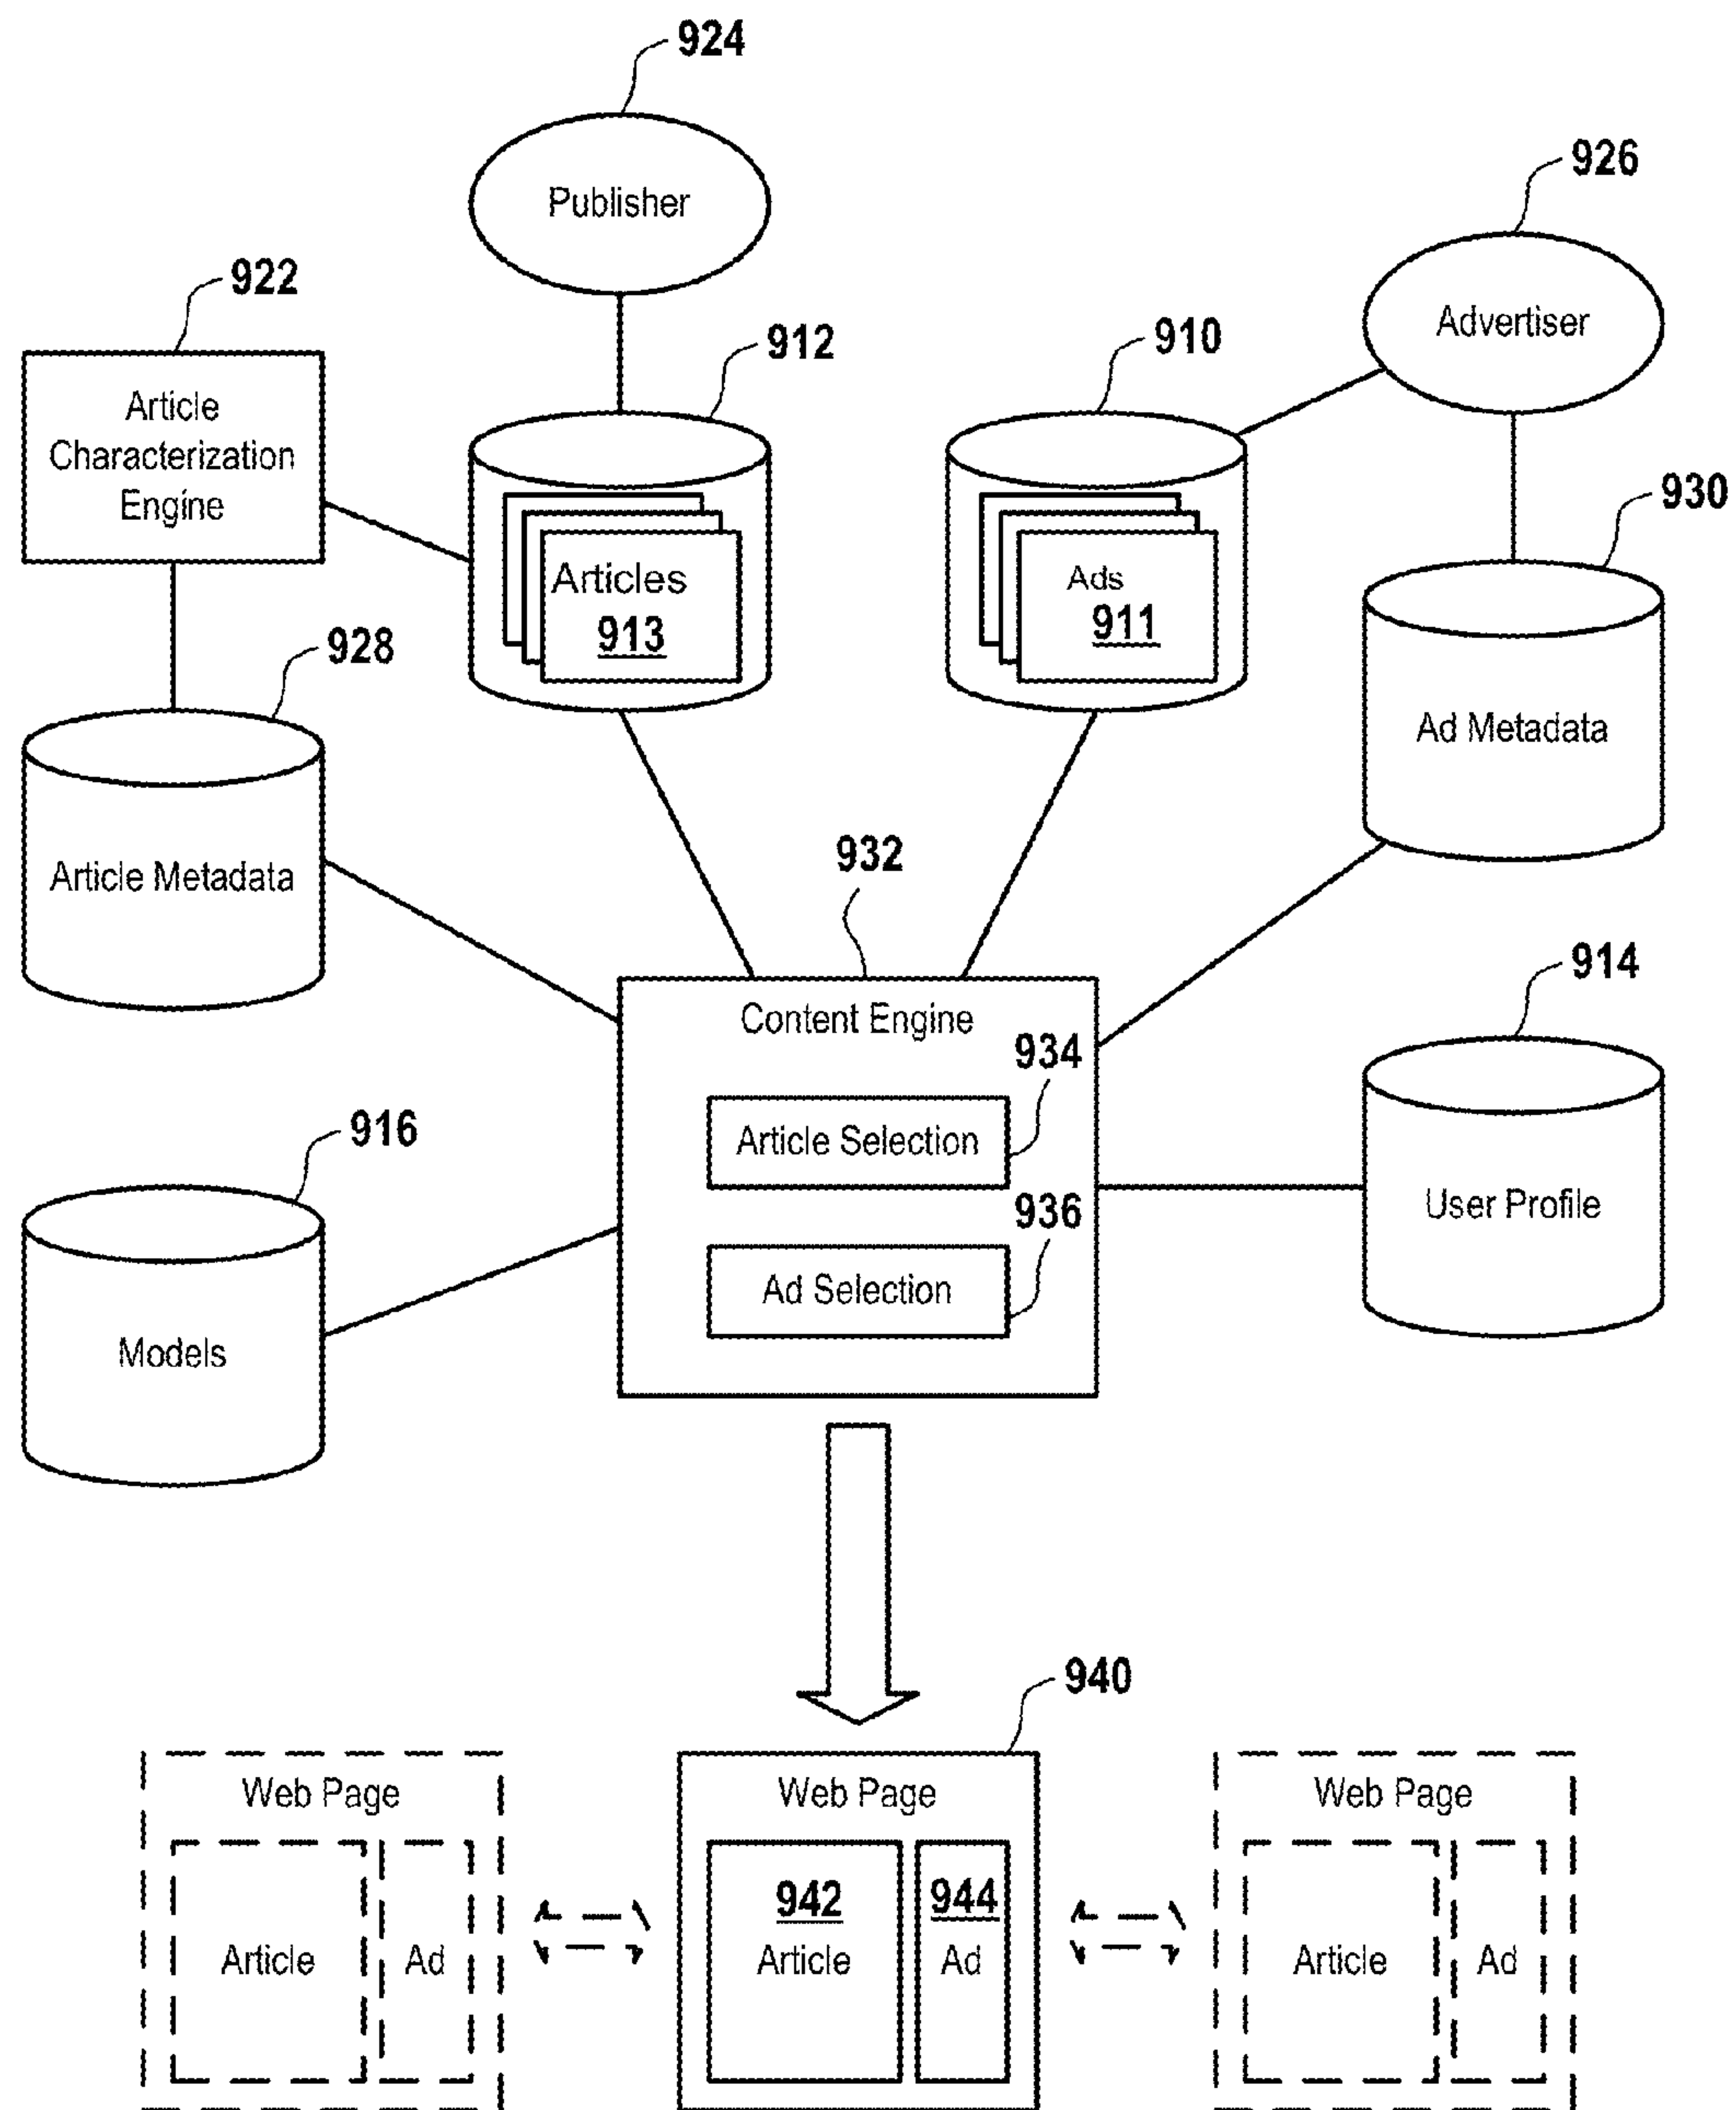 924
Publisher
926
Advertiser
922
Article
Characterization
Engine
912
910
930
Articles
913
Ads
911
928
Ad Metadata
Article Metadata
932
914
Content Engine
934
Article Selection
916
User Profile
936
Ad Selection
Models
940
Web Page
Web Page
Web Page
942
944
Article
Ad
Article
Ad
Article
Ad